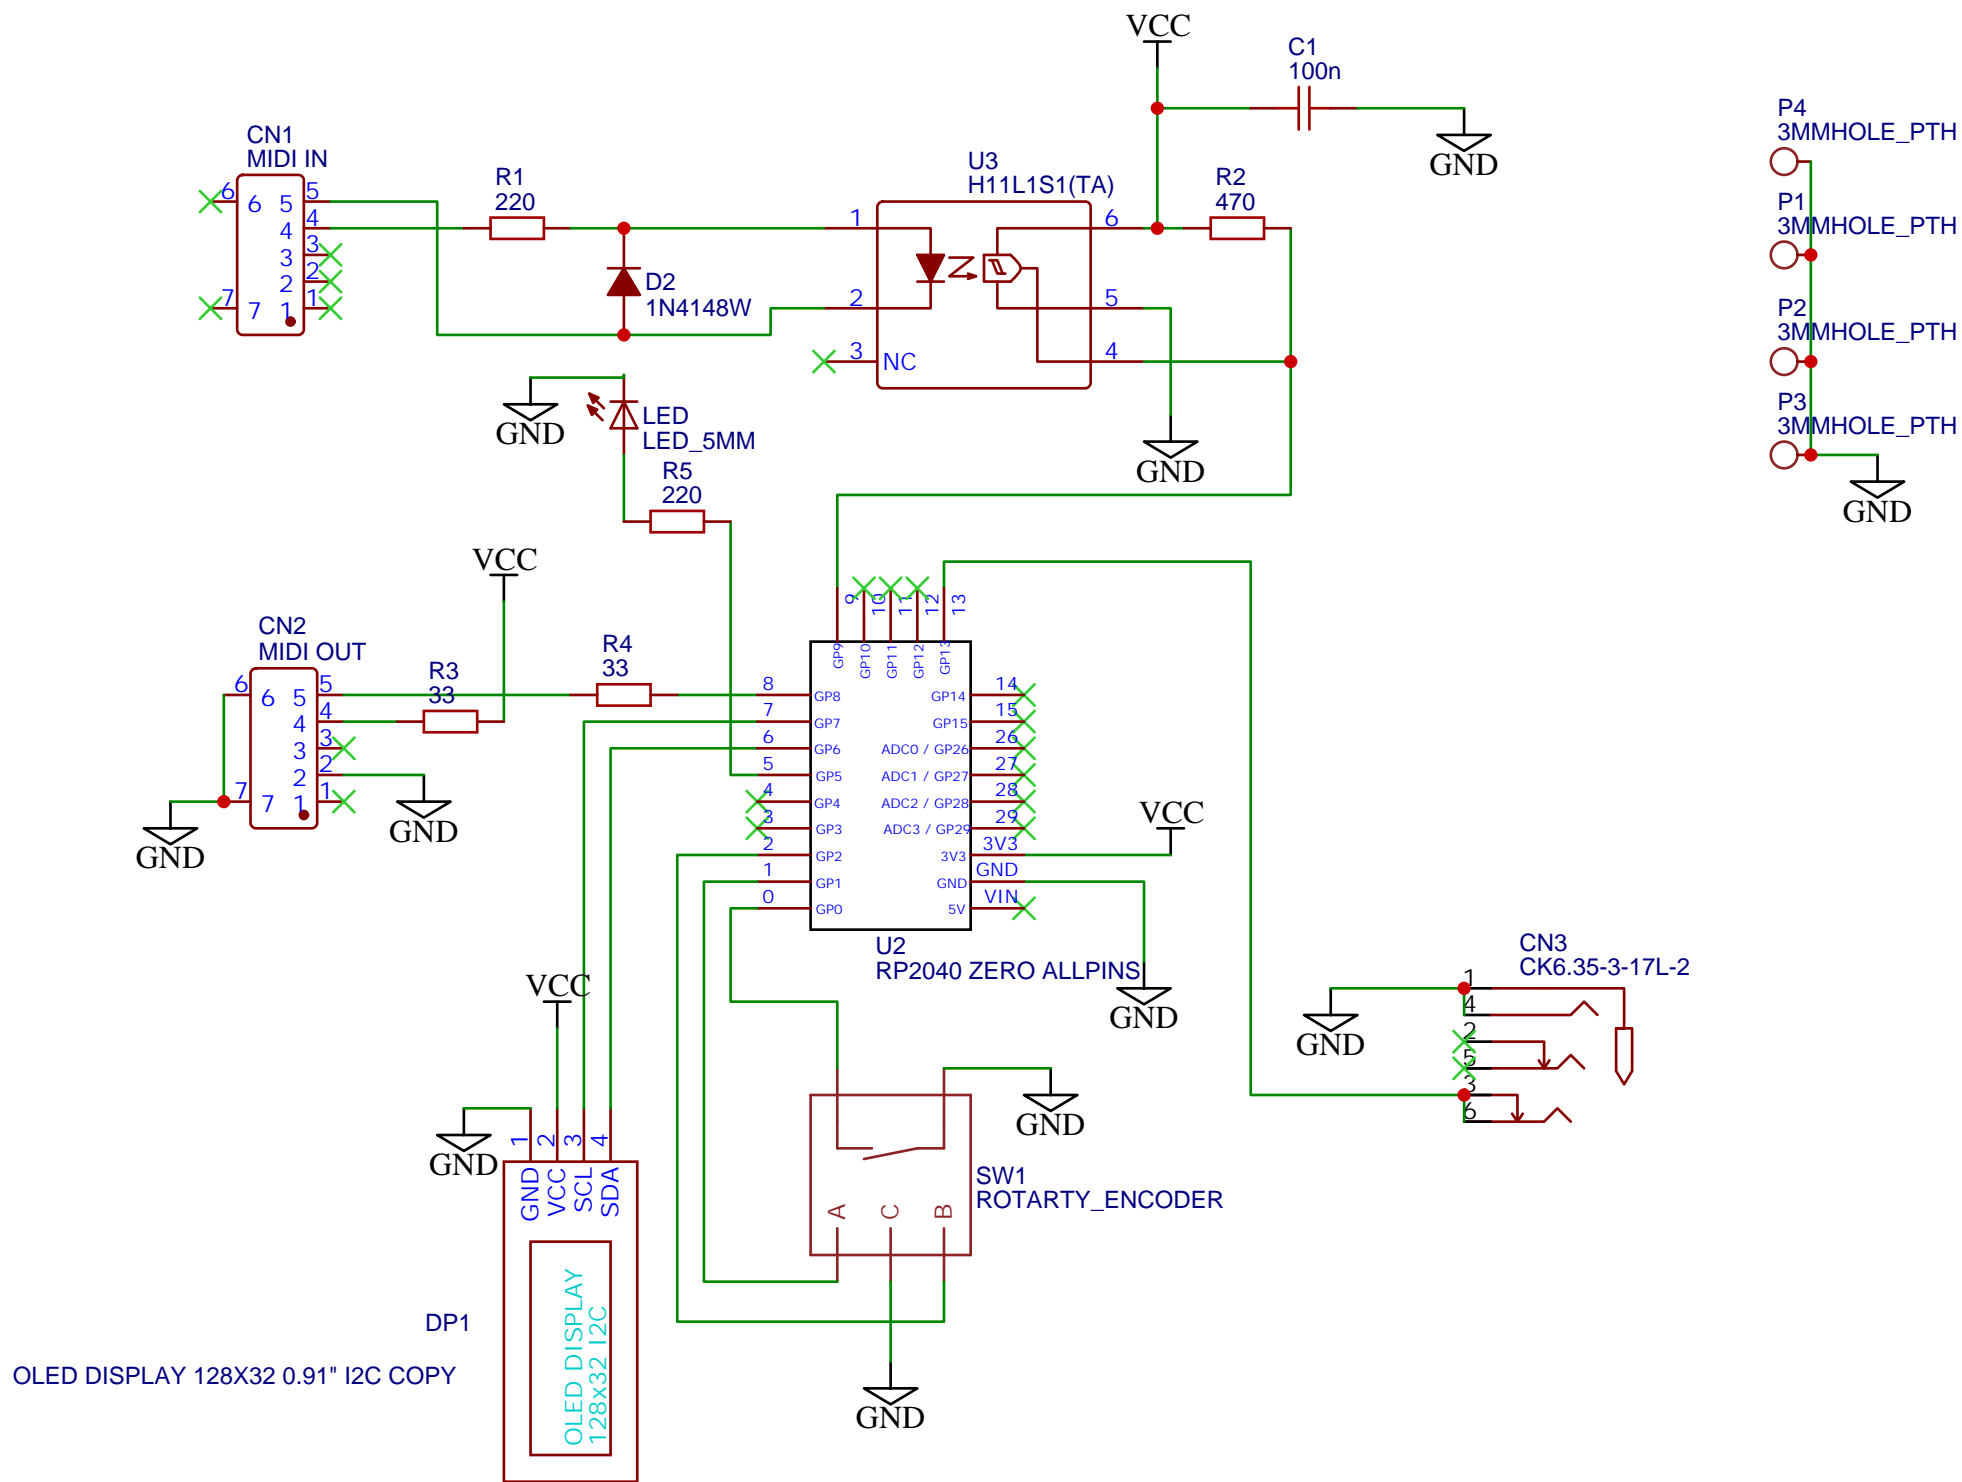 VCC
C1
100n
GND
P4
3MMHOLE_PTH
P1
3MMHOLE_PTH
P2
3MMHOLE_PTH
P3
3MMHOLE_PTH
GND
CN1
MIDI IN
6
7
6
7
5
4
3
2
1
5
4
3
2
1
R1
220
D2
1N4148W
U3
H11L1S1(TA)
1
2
3
NC
6
5
4
R2
470
GND
GND
LED
LED_5MM
R5
220
VCC
CN2
MIDI OUT
6
7
6
7
5
4
3
2
1
5
4
3
2
1
R3
33
R4
33
GND
GND
9
10
11
12
13
GP9
GP10
GP11
GP12
GP13
8
7
6
5
4
3
2
1
0
GP8
GP7
GP6
GP5
GP4
GP3
GP2
GP1
GP0
GP14
GP15
ADC0 / GP26
ADC1 / GP27
ADC2 / GP28
ADC3 / GP29
3V3
GND
5V
14
15
26
27
28
29
3V3
GND
VIN
VCC
U2
RP2040 ZERO ALLPINS
GND
CN3
CK6.35-3-17L-2
1
4
2
5
3
6
GND
VCC
GND
1
2
3
4
GND
VCC
SCL
SDA
OLED DISPLAY
128x32 I2C
DP1
OLED DISPLAY 128X32 0.91" I2C COPY
GND
SW1
ROTARTY_ENCODER
A
C
B
GND